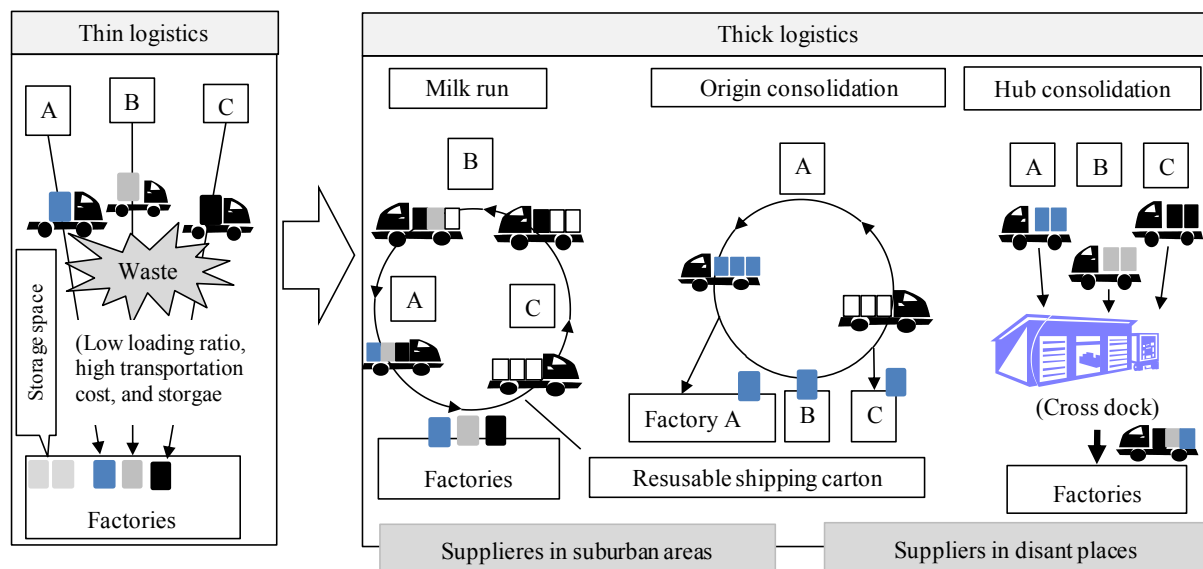 Thin logistics
A
B
C
Waste
Storage space
(Low loading ratio,
high transportation
cost, and storgae
Factories
Thick logistics
Milk run
B
A
C
Factories
Origin consolidation
A
Factory A
B
C
Resusable shipping carton
Hub consolidation
A
B
C
(Cross dock)
Factories
Supplieres in suburban areas
Suppliers in disant places